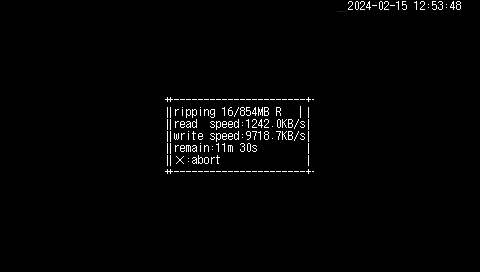 2024-02-15 12:53:48
ripping 16/854MB R
read  speed:1242.0KB/s
write speed:9718.7KB/s
remain:11m 30s
×:abort